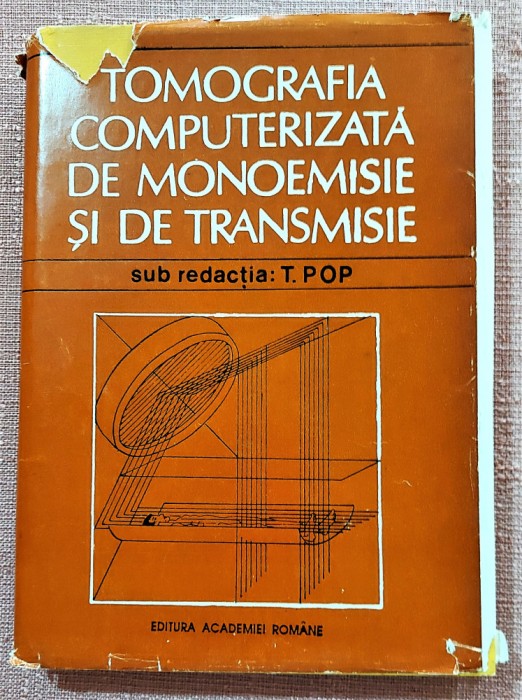 TOMOGRAFIA
COMPUTERIZATĂ
DE MONOEMISIE
ȘI DE TRANSMISIE
sub redacția: T. POP
EDITURA ACADEMIEI ROMÂNE